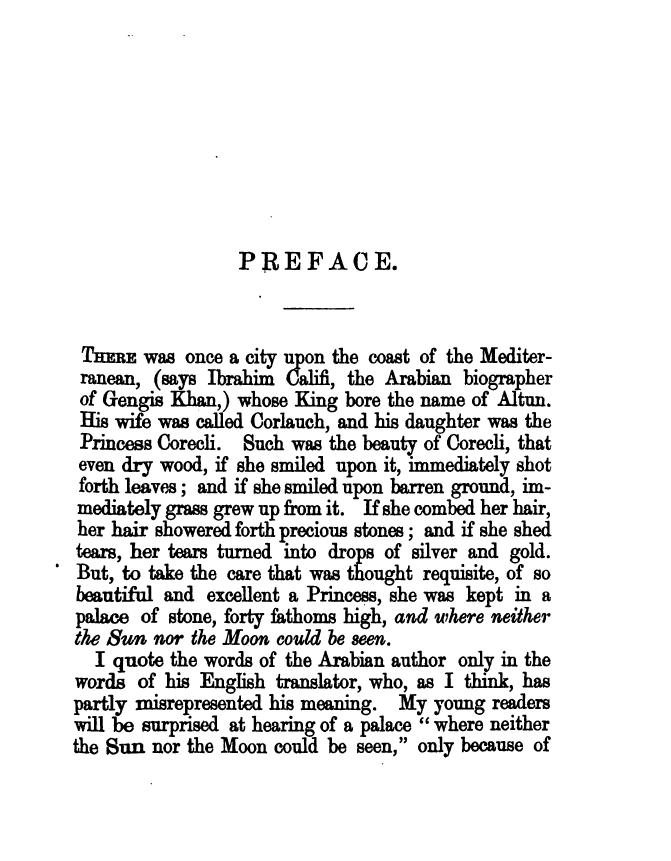 PREFACE.
THERE was once a city upon the coast of the Mediter-
ranean, (says Ibrahim Califi, the Arabian biographer
of Gengis Khan,) whose King bore the name of Altun.
His wife was called Corlauch, and his daughter was the
Princess Corecli. Such was the beauty of Corecli, that
even dry wood, if she smiled upon it, immediately shot
forth leaves; and if she smiled upon barren ground, im-
mediately grass grew up from it. If she combed her hair,
her hair showered forth precious stones; and if she shed
tears, her tears turned into drops of silver and gold.
But, to take the care that was thought requisite, of so
beautiful and excellent a Princess, she was kept in a
palace of stone, forty fathoms high, and where neither
the Sun nor the Moon could be seen.
I quote the words of the Arabian author only in the
words of his English translator, who, as I think, has
partly misrepresented his meaning. My young readers
will be surprised at hearing of a palace "where neither
the Sun nor the Moon could be seen," only because of